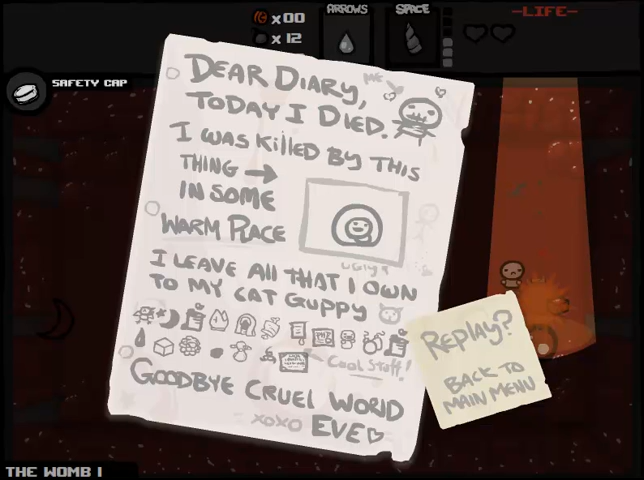 x00
x 12
ARROWS
SPACE
-LIFE-
SAFETY CAP
DEAR DIARY,
ME
TODAY I DIED.
I WAS KILLED BY THIS
THING →
IN SOME
WARM PLACE
UGLY!
I LEAVE ALL THAT I OWN
TO MY CAT GUPPY
COOL STUFF!
GOODBYE CRUEL WORLD
XOXO EVE
REPLAY?
BACK TO
MAIN MENU
THE WOMB I